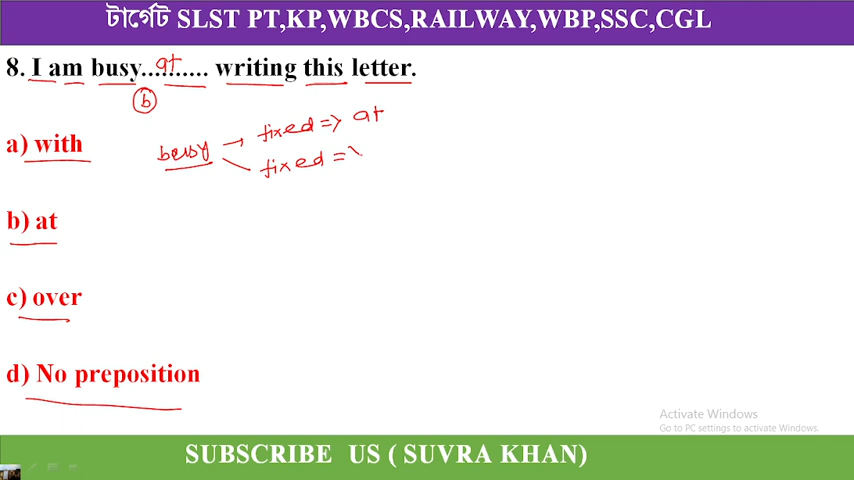 টার্গেট SLST PT,KP,WBCS,RAILWAY,WBP,SSC,CGL
8. I am busy...at...... writing this letter.
b
a) with
busy → fixed => at
fixed =>
b) at
c) over
d) No preposition
Activate Windows
Go to PC settings to activate Windows.
SUBSCRIBE US ( SUVRA KHAN)